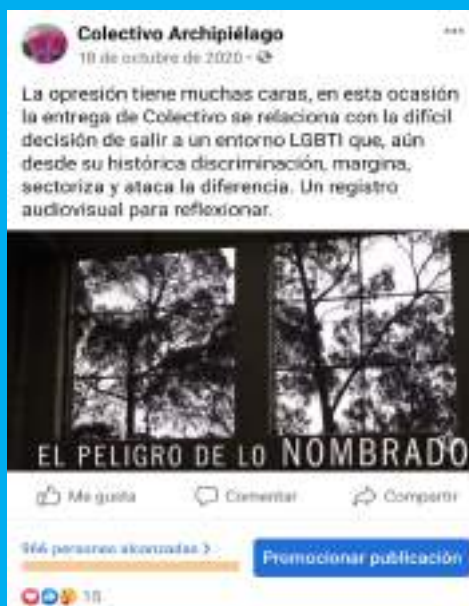 Colectivo Archipiélago
18 de octubre de 2020
La opresión tiene muchas caras, en esta ocasión
la entrega de Colectivo se relaciona con la difícil
decisión de salir a un entorno LGBTI que, aún
desde su histórica discriminación, margina,
sectoriza y ataca la diferencia. Un registro
audiovisual para reflexionar.
EL PELIGRO DE LO NOMBRADO
Me gusta Comentar Compartir
966 personas alcanzadas >
Promocionar publicación
18